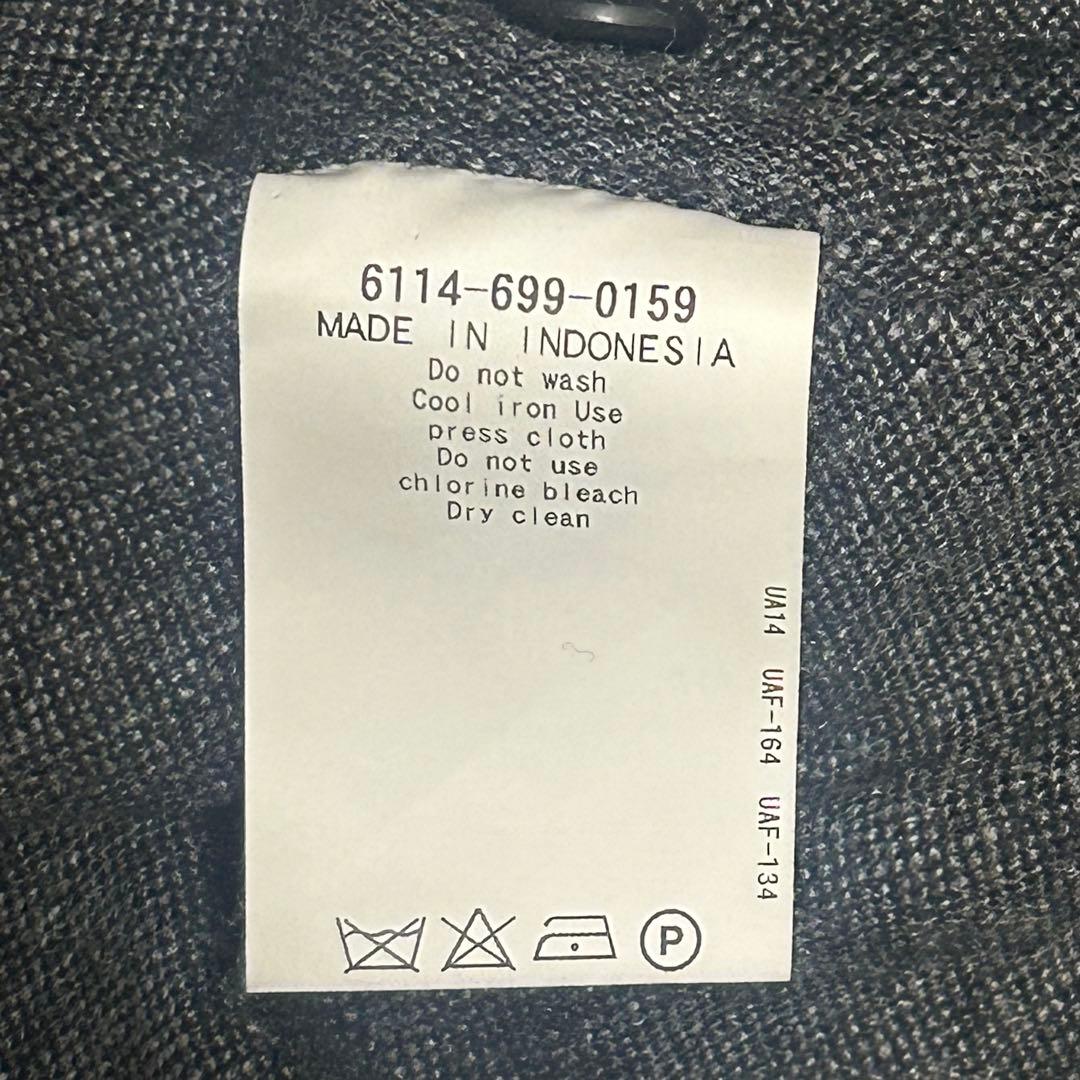 6114-699-0159
MADE IN INDONESIA
Do not wash
Cool iron Use
press cloth
Do not use
chlorine bleach
Dry clean
UA14 UAF-164 UAF-134
P